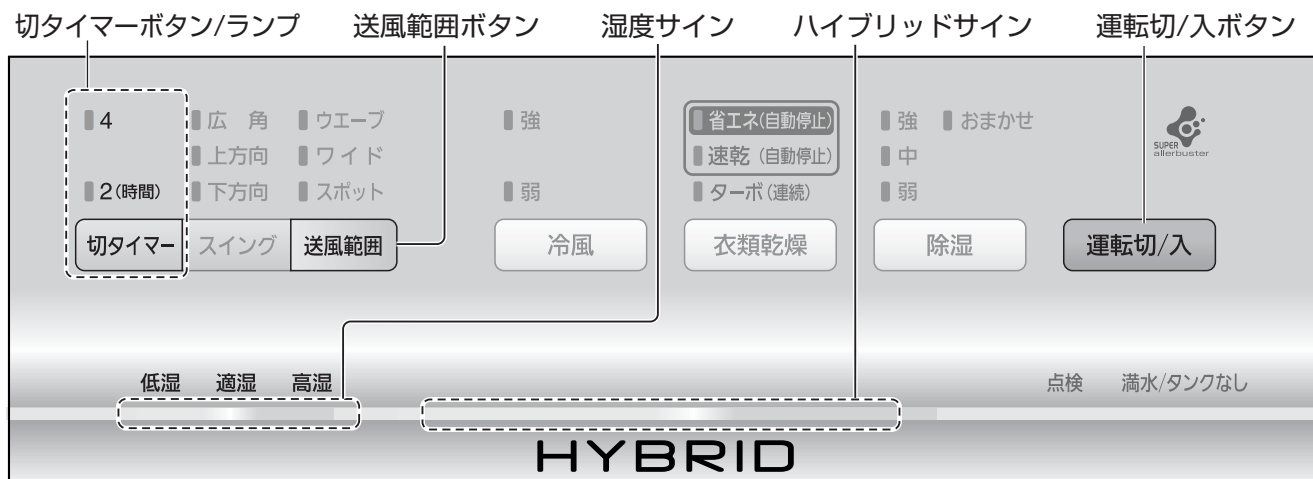 切タイマーボタン/ランプ 送風範囲ボタン 湿度サイン ハイブリッドサイン 運転切/入ボタン
4 広 角 ウエーブ 強 省エネ(自動停止) 強 おまかせ
上方向 ワイド 速乾 (自動停止) 中
2(時間) 下方向 スポット 弱 ターボ(連続) 弱
SUPER
allerbuster
切タイマー スイング 送風範囲 冷風 衣類乾燥 除湿 運転切/入
低湿 適湿 高湿 点検 満水/タンクなし
HYBRID